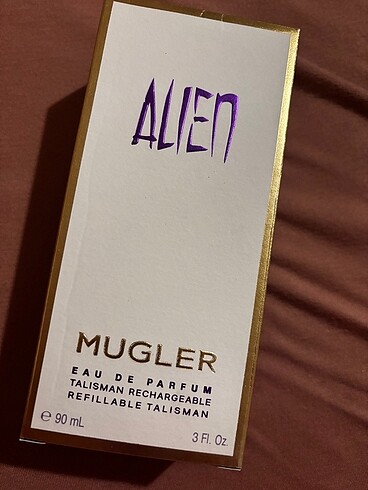 ALIEN
MUGLER
EAU DE PARFUM
TALISMAN RECHARGEABLE
REFILLABLE TALISMAN
℮ 90 mL
3 Fl. Oz.